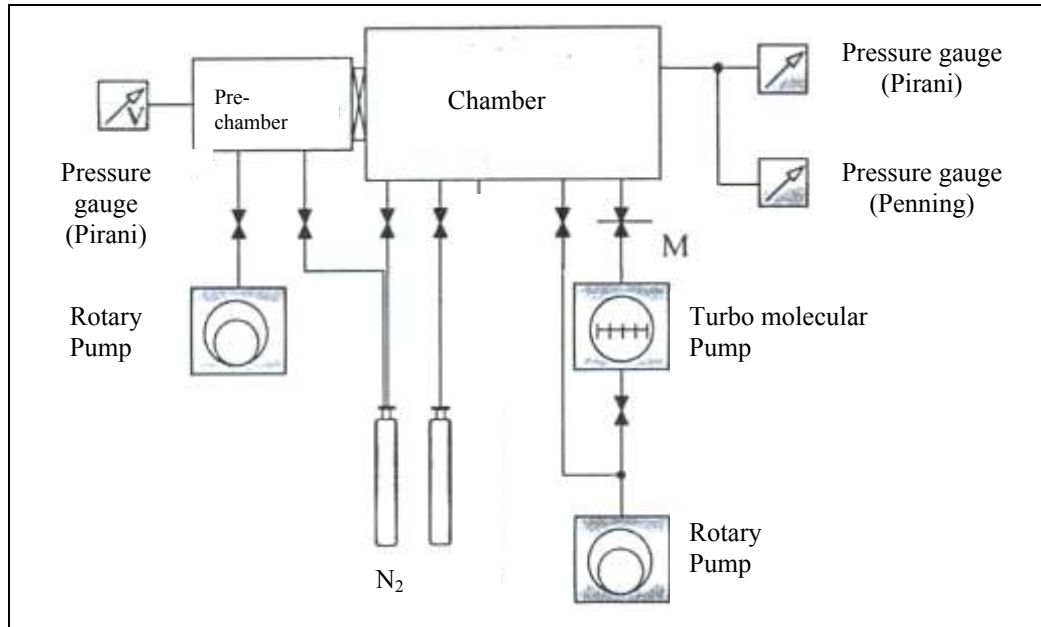 Pre-
chamber
Chamber
Pressure gauge
(Pirani)
V
Pressure
gauge
(Pirani)
Pressure gauge
(Penning)
M
Rotary
Pump
Turbo molecular
Pump
N₂
Rotary
Pump